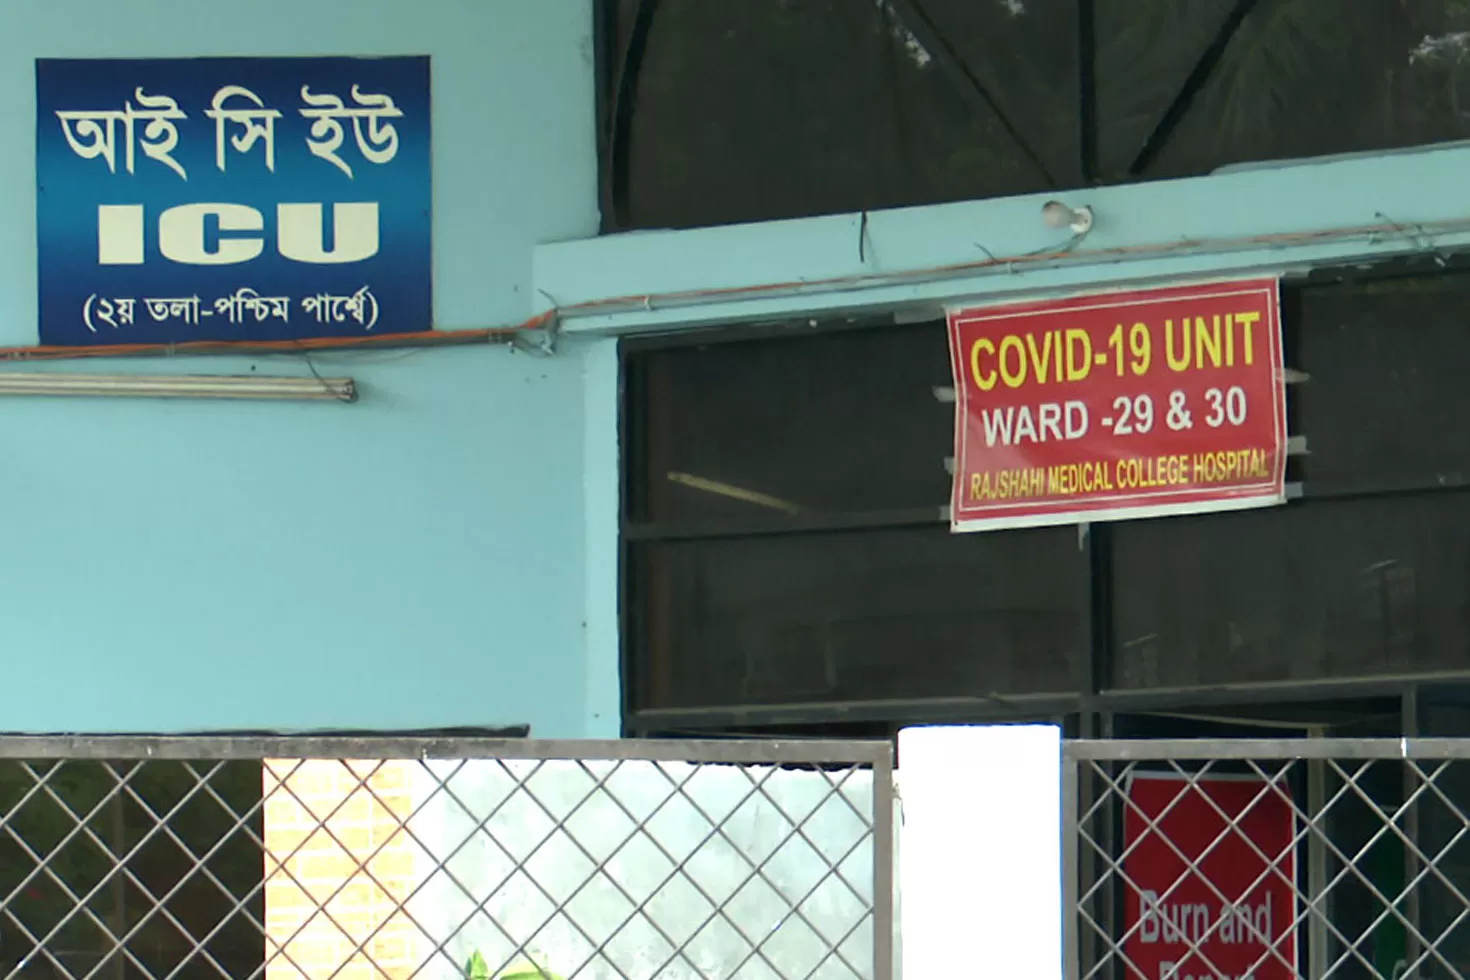 আই সি ইউ
ICU
(২য় তলা-পশ্চিম পার্শ্বে)
COVID-19 UNIT
WARD -29 & 30
RAJSHAHI MEDICAL COLLEGE HOSPITAL
Burn and